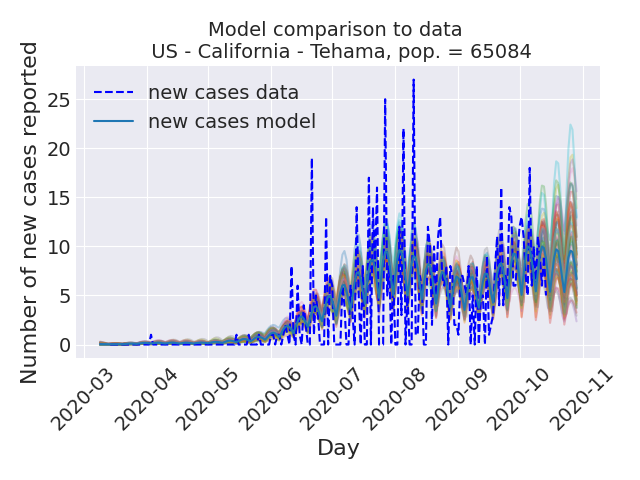 Model comparison to data
US - California - Tehama, pop. = 65084
Number of new cases reported
25
20
15
10
5
0
new cases data
new cases model
2020-03
2020-04
2020-05
2020-06
2020-07
2020-08
2020-09
2020-10
2020-11
Day